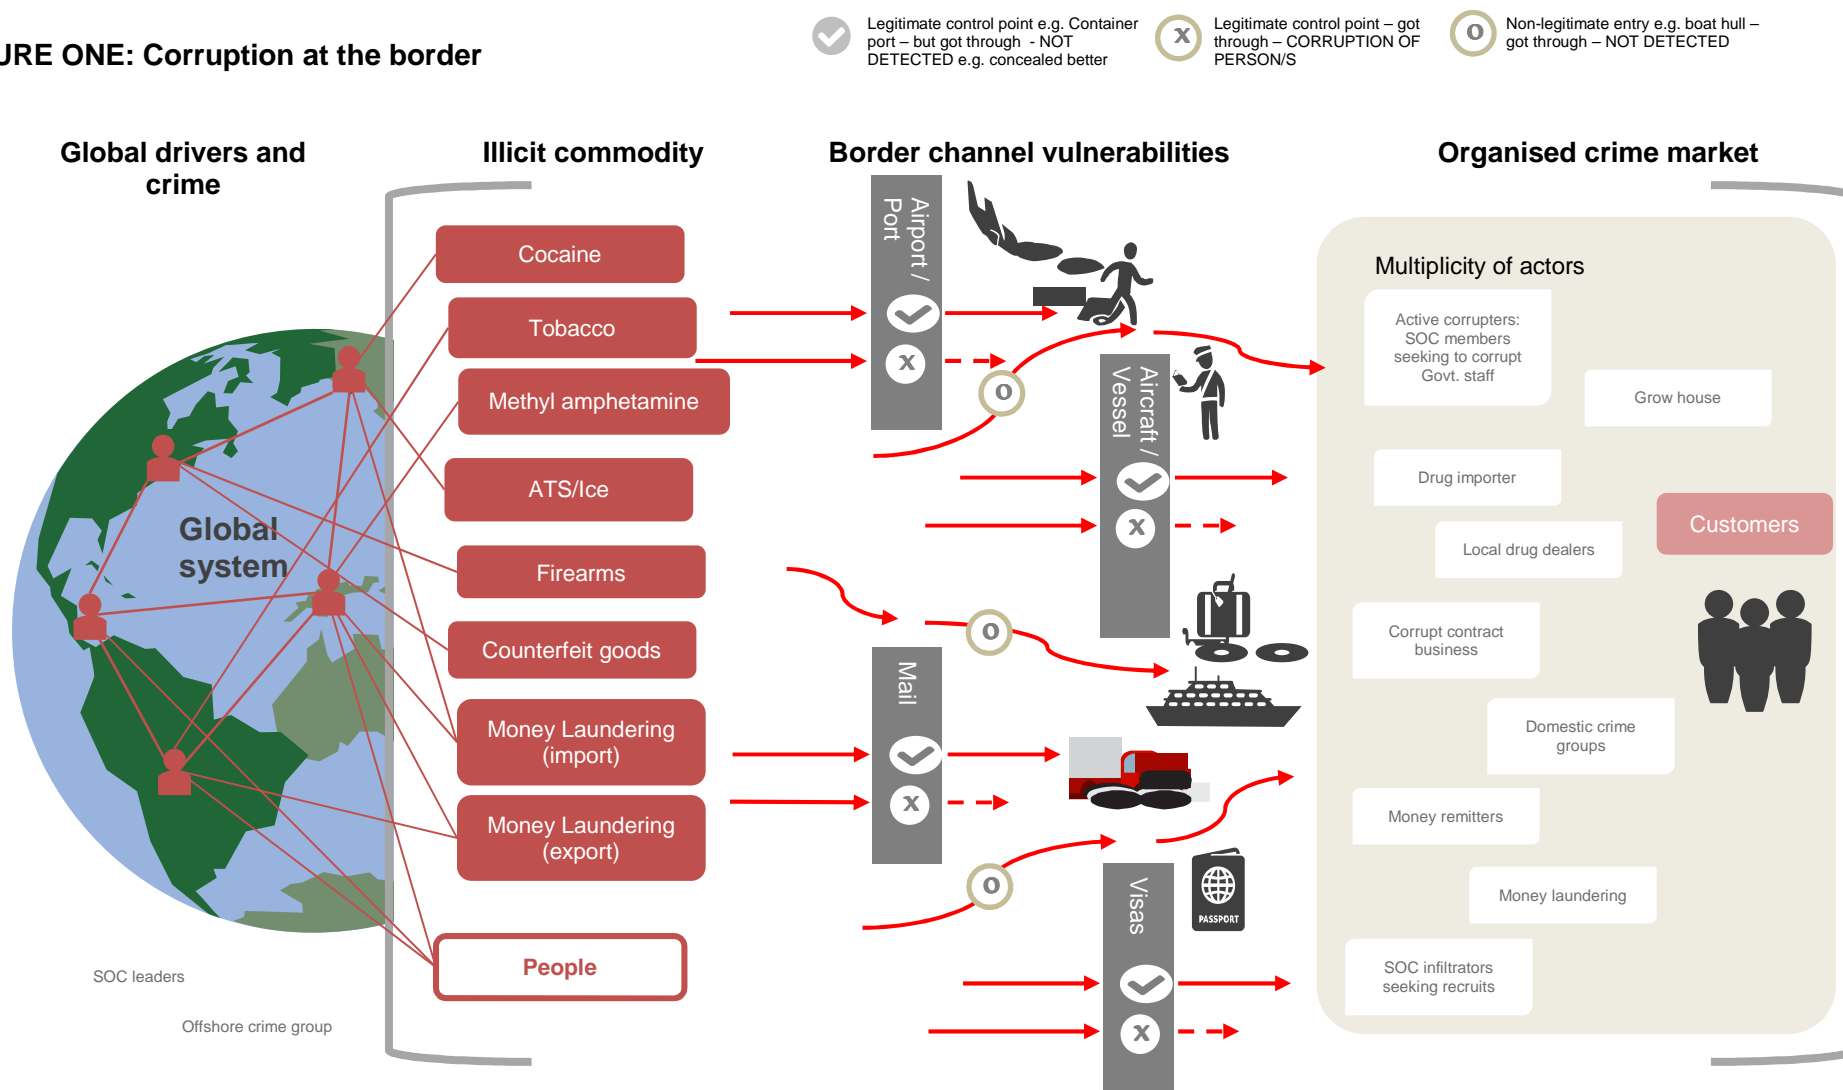 URE ONE: Corruption at the border
Legitimate control point e.g. Container
port – but got through - NOT
DETECTED e.g. concealed better
x
Legitimate control point – got
through – CORRUPTION OF
PERSON/S
o
Non-legitimate entry e.g. boat hull –
got through – NOT DETECTED
Global drivers and
crime
Illicit commodity
Border channel vulnerabilities
Organised crime market
Global
system
SOC leaders
Offshore crime group
Cocaine
Tobacco
Methyl amphetamine
ATS/Ice
Firearms
Counterfeit goods
Money Laundering
(import)
Money Laundering
(export)
People
Airport /
Port
x
o
Aircraft /
Vessel
x
o
Mail
x
o
Visas
x
PASSPORT
Multiplicity of actors
Active corrupters:
SOC members
seeking to corrupt
Govt. staff
Grow house
Drug importer
Customers
Local drug dealers
Corrupt contract
business
Domestic crime
groups
Money remitters
Money laundering
SOC infiltrators
seeking recruits